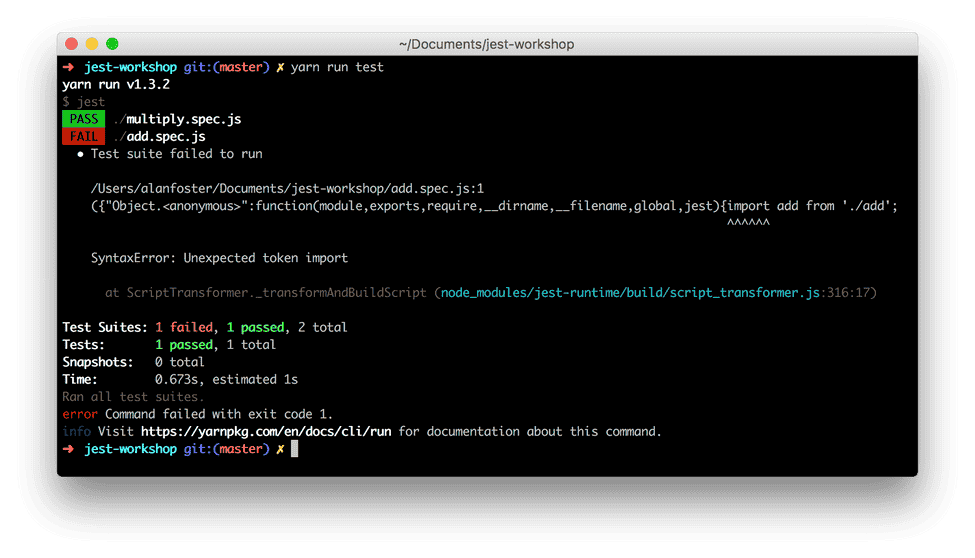 ~/Documents/jest-workshop
➜ jest-workshop git:(master) ✗ yarn run test
yarn run v1.3.2
$ jest
PASS ./multiply.spec.js
FAIL ./add.spec.js
● Test suite failed to run
/Users/alanfoster/Documents/jest-workshop/add.spec.js:1
({"Object.<anonymous>":function(module,exports,require,__dirname,__filename,global,jest){import add from './add';
^^^^^^
SyntaxError: Unexpected token import
at ScriptTransformer._transformAndBuildScript (node_modules/jest-runtime/build/script_transformer.js:316:17)
Test Suites: 1 failed, 1 passed, 2 total
Tests: 1 passed, 1 total
Snapshots: 0 total
Time: 0.673s, estimated 1s
Ran all test suites.
error Command failed with exit code 1.
info Visit https://yarnpkg.com/en/docs/cli/run for documentation about this command.
➜ jest-workshop git:(master) ✗